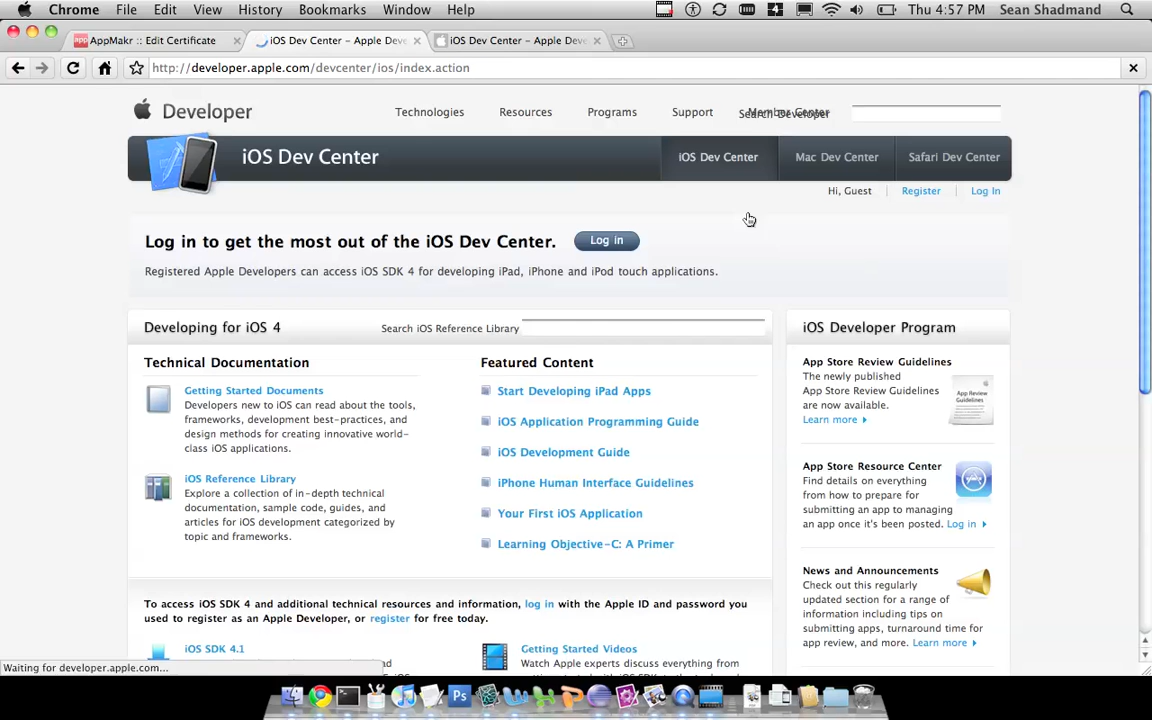 Chrome File Edit View History Bookmarks Window Help Thu 4:57 PM Sean Shadmand
AppMakr :: Edit Certificate iOS Dev Center – Apple Deve iOS Dev Center – Apple Deve
http://developer.apple.com/devcenter/ios/index.action
Developer Technologies Resources Programs Support Member Center Search Developer
iOS Dev Center iOS Dev Center Mac Dev Center Safari Dev Center
Hi, Guest Register Log In
Log in to get the most out of the iOS Dev Center. Log in
Registered Apple Developers can access iOS SDK 4 for developing iPad, iPhone and iPod touch applications.
Developing for iOS 4 Search iOS Reference Library
Technical Documentation
Getting Started Documents
Developers new to iOS can read about the tools,
frameworks, development best-practices, and
design methods for creating innovative world-
class iOS applications.
iOS Reference Library
Explore a collection of in-depth technical
documentation, sample code, guides, and
articles for iOS development categorized by
topic and frameworks.
Featured Content
Start Developing iPad Apps
iOS Application Programming Guide
iOS Development Guide
iPhone Human Interface Guidelines
Your First iOS Application
Learning Objective-C: A Primer
To access iOS SDK 4 and additional technical resources and information, log in with the Apple ID and password you
used to register as an Apple Developer, or register for free today.
iOS SDK 4.1
Getting Started Videos
Watch Apple experts discuss everything from
iOS Developer Program
App Store Review Guidelines
The newly published
App Store Review Guidelines
are now available.
Learn more
App Review
Guidelines
App Store Resource Center
Find details on everything
from how to prepare for
submitting an app to managing
an app once it's posted. Log in
News and Announcements
Check out this regularly
updated section for a range of
information including tips on
submitting apps, turnaround time for
app review, and more. Learn more
Waiting for developer.apple.com...
Ps